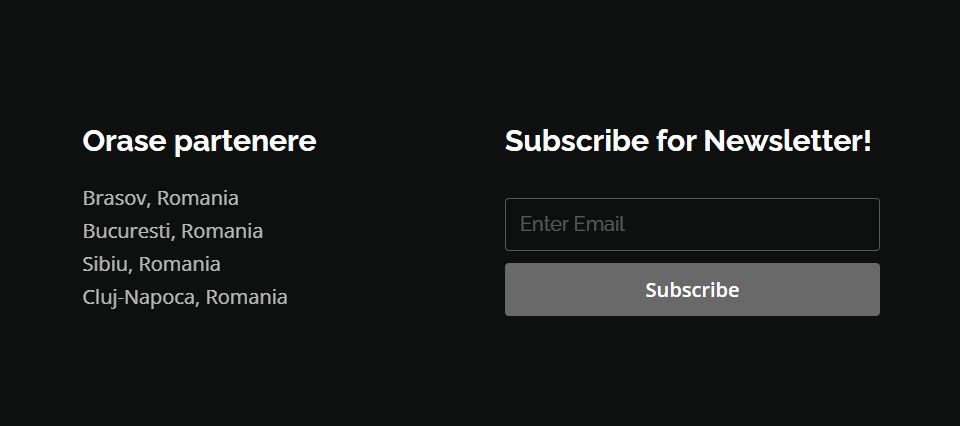 Orase partenere
Brasov, Romania
Bucuresti, Romania
Sibiu, Romania
Cluj-Napoca, Romania
Subscribe for Newsletter!
Enter Email
Subscribe